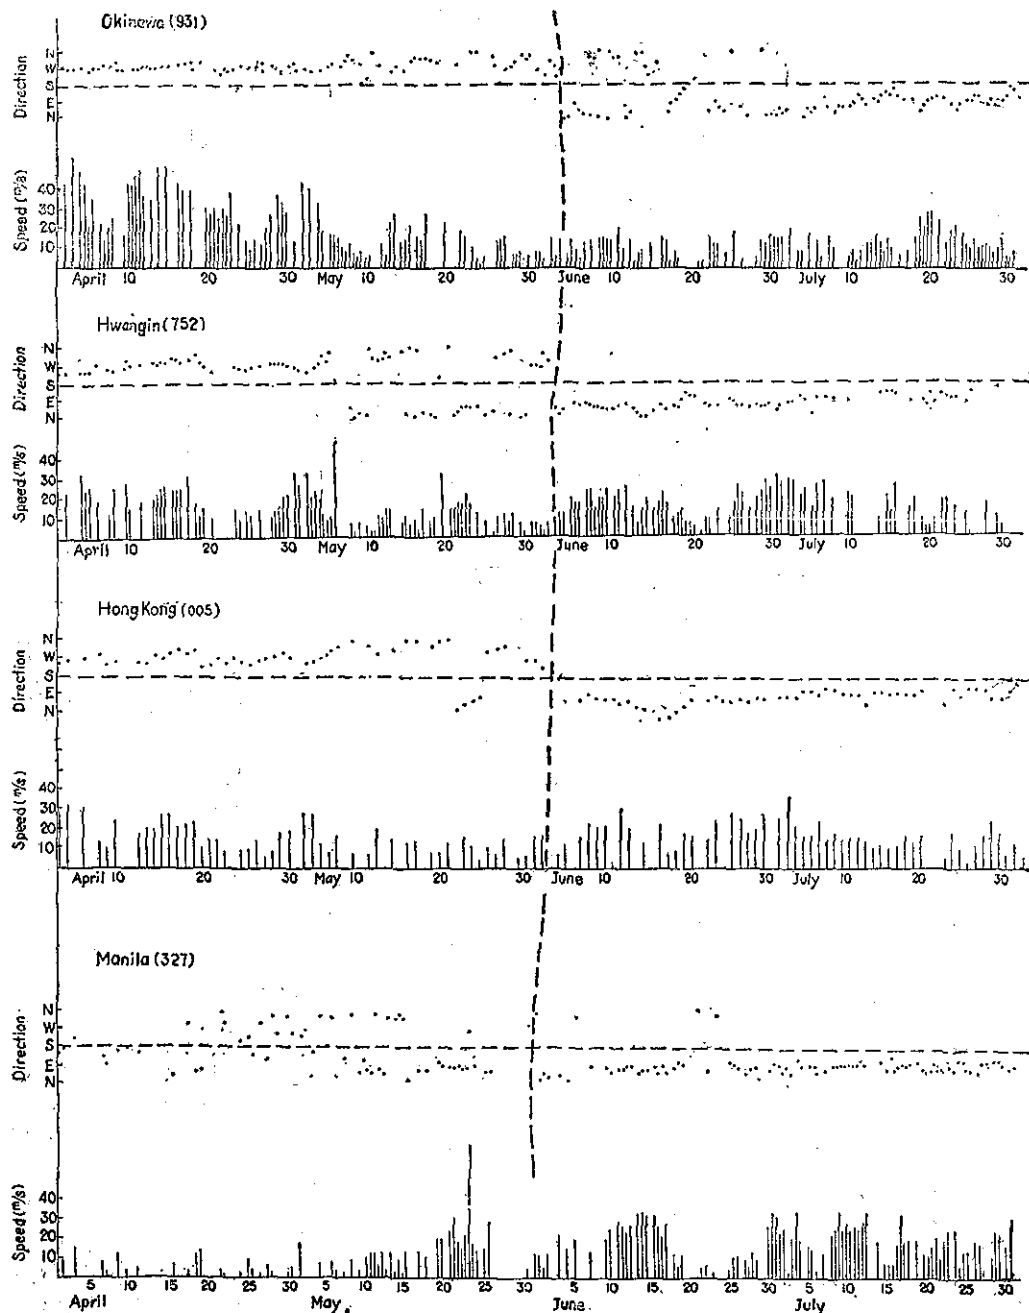 Okinawa (931)
N
W
S
E
N
Direction
Speed (m/s)
40
30
20
10
April 10 20 30 May 10 20 30 June 10 20 30 July 10 20 30
Hwangin (752)
N
W
S
E
N
Direction
Speed (m/s)
40
30
20
10
April 10 20 30 May 10 20 30 June 10 20 30 July 10 20 30
Hong Kong (005)
N
W
S
E
N
Direction
Speed (m/s)
40
30
20
10
April 10 20 30 May 10 20 30 June 10 20 30 July 10 20 30
Manila (327)
N
W
S
E
N
Direction
Speed (m/s)
40
30
20
10
5 10 15 20 25 30 5 10 15 20 25 30 5 10 15 20 25 30 5 10 15 20 25 30
April May. June July